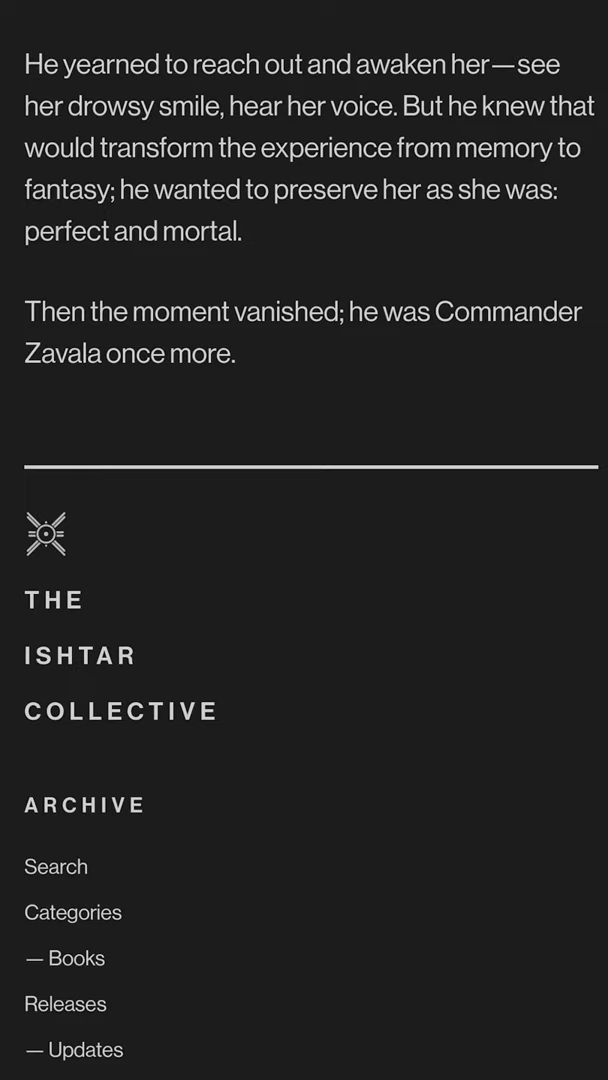 He yearned to reach out and awaken her—see
her drowsy smile, hear her voice. But he knew that
would transform the experience from memory to
fantasy; he wanted to preserve her as she was:
perfect and mortal.
Then the moment vanished; he was Commander
Zavala once more.
THE
ISHTAR
COLLECTIVE
ARCHIVE
Search
Categories
— Books
Releases
— Updates